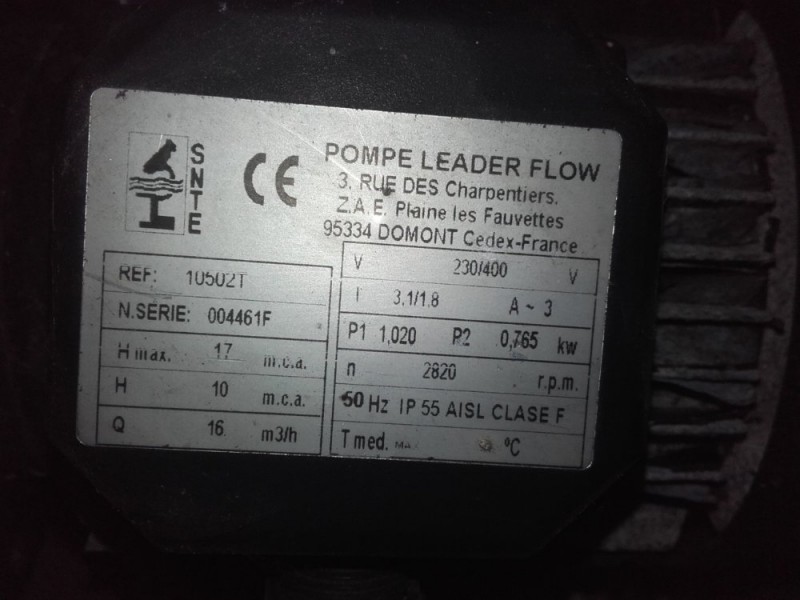 SNTE
CE
POMPE LEADER FLOW
3, RUE DES Charpentiers,
Z.A.E. Plaine les Fauvettes
95334 DOMONT Cedex-France
REF: 10502T
N.SERIE: 004461F
H max. 17 m.c.a.
H 10 m.c.a.
Q 16 m3/h
V 230/400 V
I 3,1/1.8 A ~ 3
P1 1,020 P2 0,765 kw
n 2820 r.p.m.
50 Hz IP 55 AISL CLASE F
T med. ºC